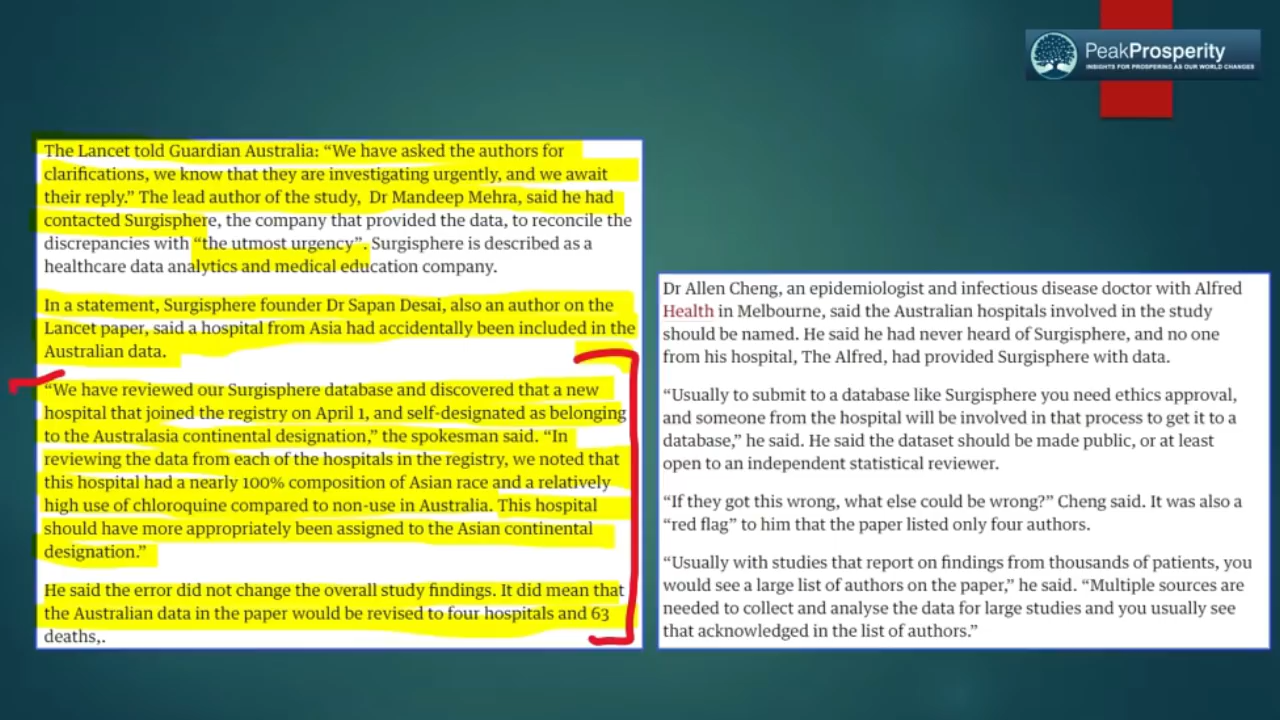 PeakProsperity
INSIGHTS FOR PROSPERING AS OUR WORLD CHANGES
The Lancet told Guardian Australia: “We have asked the authors for
clarifications, we know that they are investigating urgently, and we await
their reply.” The lead author of the study,  Dr Mandeep Mehra, said he had
contacted Surgisphere, the company that provided the data, to reconcile the
discrepancies with “the utmost urgency”. Surgisphere is described as a
healthcare data analytics and medical education company.
In a statement, Surgisphere founder Dr Sapan Desai, also an author on the
Lancet paper, said a hospital from Asia had accidentally been included in the
Australian data.
“We have reviewed our Surgisphere database and discovered that a new
hospital that joined the registry on April 1, and self-designated as belonging
to the Australasia continental designation,” the spokesman said. “In
reviewing the data from each of the hospitals in the registry, we noted that
this hospital had a nearly 100% composition of Asian race and a relatively
high use of chloroquine compared to non-use in Australia. This hospital
should have more appropriately been assigned to the Asian continental
designation.”
He said the error did not change the overall study findings. It did mean that
the Australian data in the paper would be revised to four hospitals and 63
deaths,.
Dr Allen Cheng, an epidemiologist and infectious disease doctor with Alfred
Health in Melbourne, said the Australian hospitals involved in the study
should be named. He said he had never heard of Surgisphere, and no one
from his hospital, The Alfred, had provided Surgisphere with data.
“Usually to submit to a database like Surgisphere you need ethics approval,
and someone from the hospital will be involved in that process to get it to a
database,” he said. He said the dataset should be made public, or at least
open to an independent statistical reviewer.
“If they got this wrong, what else could be wrong?” Cheng said. It was also a
“red flag” to him that the paper listed only four authors.
“Usually with studies that report on findings from thousands of patients, you
would see a large list of authors on the paper,” he said. “Multiple sources are
needed to collect and analyse the data for large studies and you usually see
that acknowledged in the list of authors.”